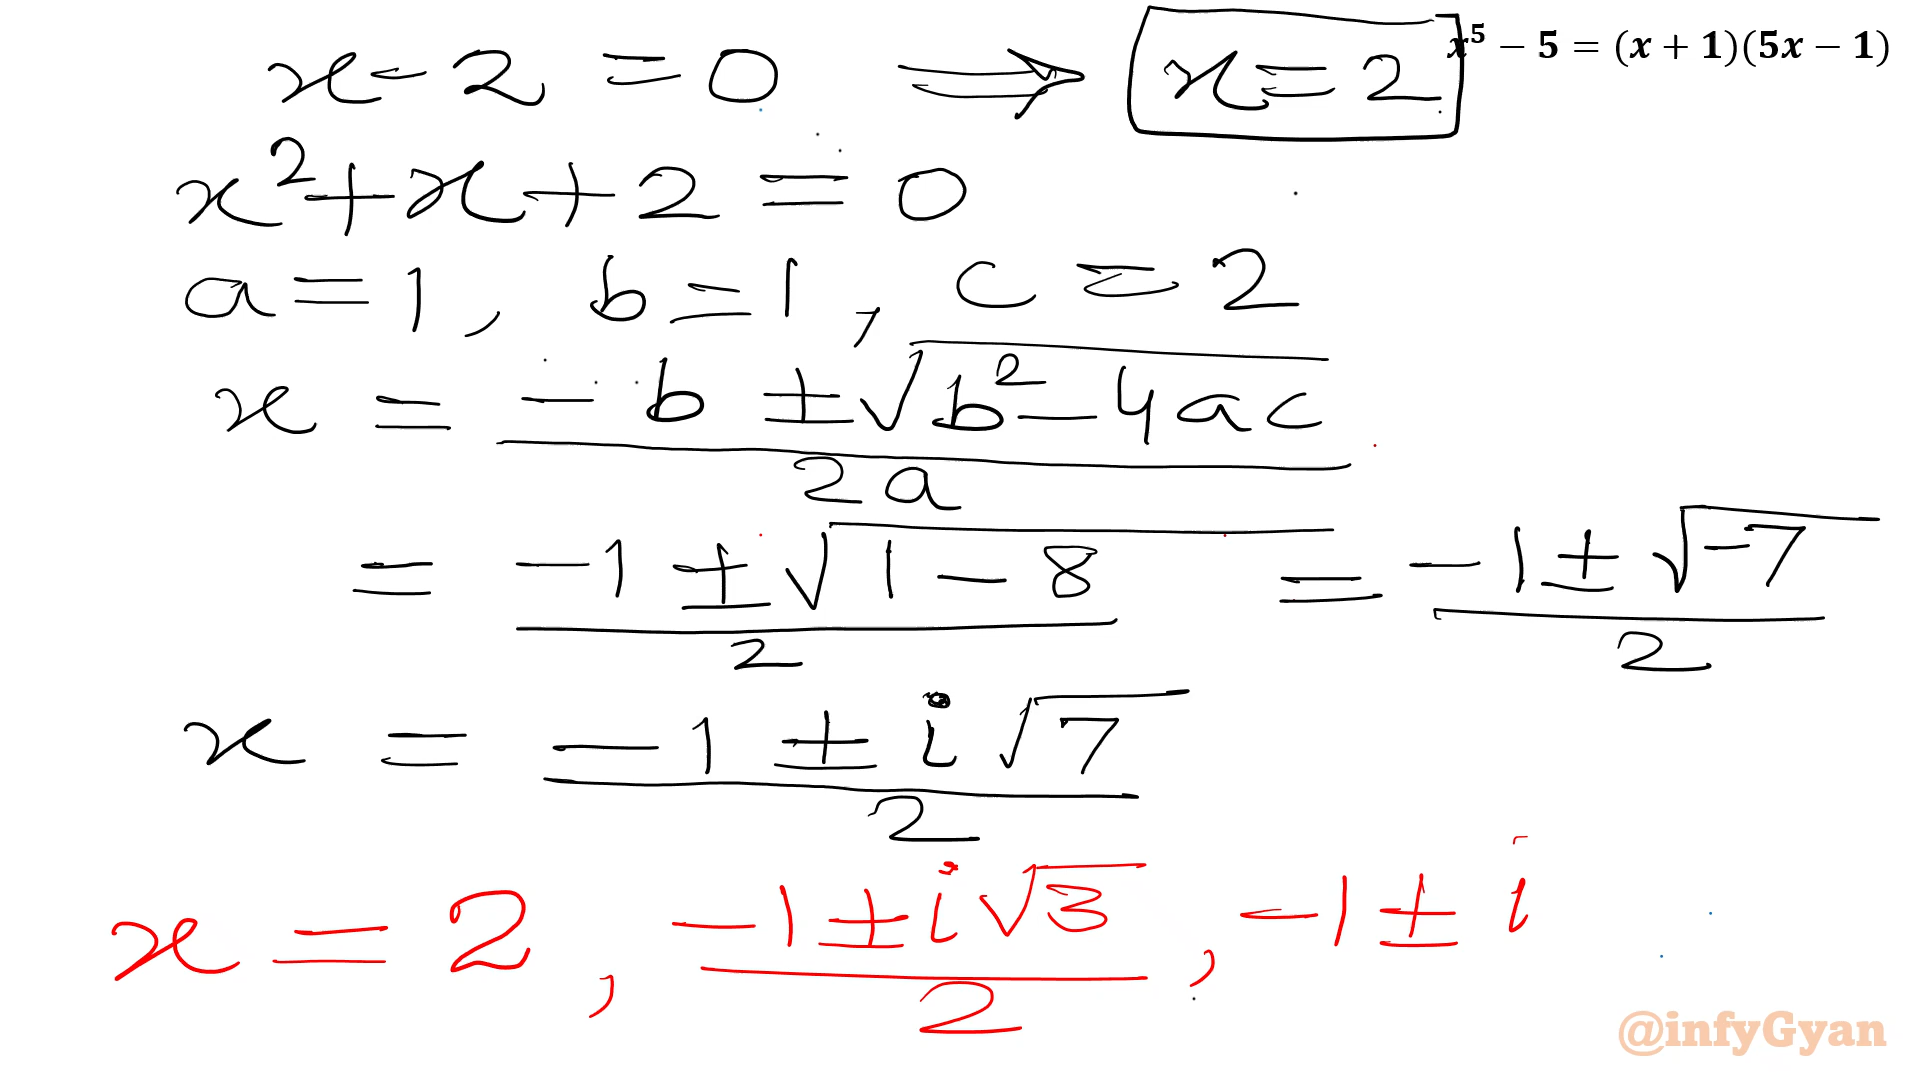 x - 2 = 0 ⟹ x = 2
x⁵ − 5 = (x + 1)(5x − 1)
x² + x + 2 = 0
a = 1, b = 1, c = 2
x = (-b ± √(b² - 4ac)) / 2a
= (-1 ± √(1 - 8)) / 2 = (-1 ± √(-7)) / 2
x = (-1 ± i√7) / 2
x = 2, (-1 ± i√3) / 2, -1 ± i
@infyGyan